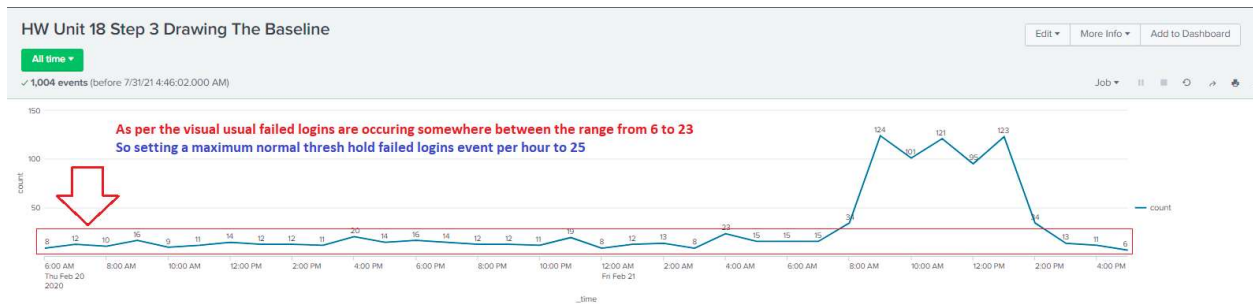 HW Unit 18 Step 3 Drawing The Baseline
Edit More Info Add to Dashboard
All time
1,004 events (before 7/31/21 4:46:02.000 AM)
Job
As per the visual usual failed logins are occuring somewhere between the range from 6 to 23
So setting a maximum normal thresh hold failed logins event per hour to 25
150
100
50
count
8 12 10 16 9 11 14 12 12 11 20 14 16 14 12 12 11 19 8 12 13 8 23 15 15 15 34 124 101 121 95 123 34 13 11 6
count
6:00 AM 8:00 AM 10:00 AM 12:00 PM 2:00 PM 4:00 PM 6:00 PM 8:00 PM 10:00 PM 12:00 AM 2:00 AM 4:00 AM 6:00 AM 8:00 AM 10:00 AM 12:00 PM 2:00 PM 4:00 PM
Thu Feb 20 Fri Feb 21
2020
_time